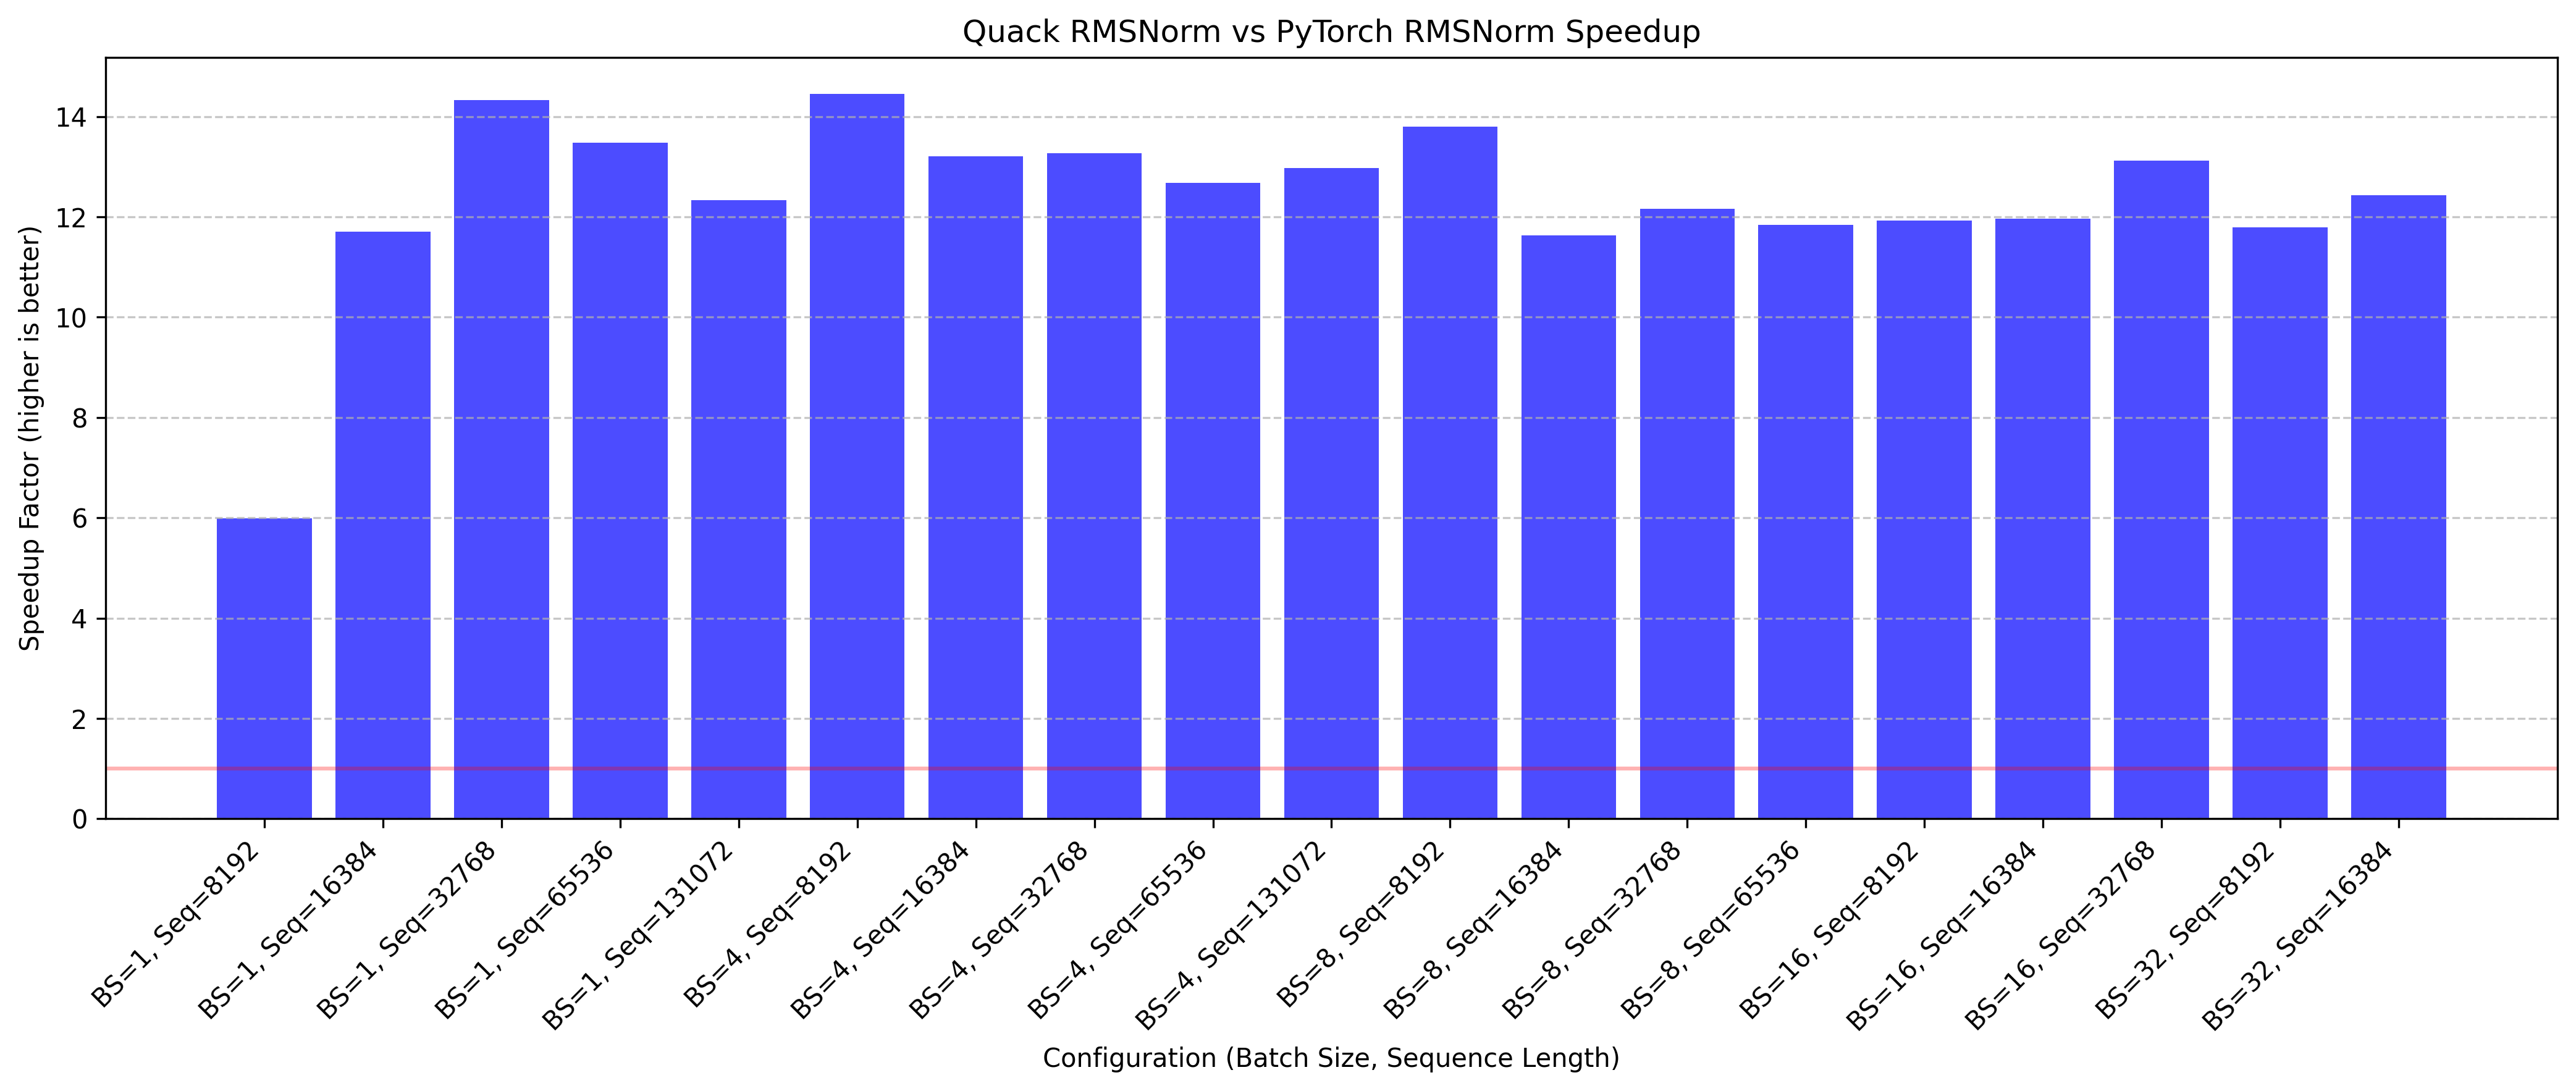 Quack RMSNorm vs PyTorch RMSNorm Speedup
Speedup Factor (higher is better)
14
12
10
8
6
4
2
0
BS=1, Seq=8192
BS=1, Seq=16384
BS=1, Seq=32768
BS=1, Seq=65536
BS=1, Seq=131072
BS=4, Seq=8192
BS=4, Seq=16384
BS=4, Seq=32768
BS=4, Seq=65536
BS=4, Seq=131072
BS=8, Seq=8192
BS=8, Seq=16384
BS=8, Seq=32768
BS=8, Seq=65536
BS=16, Seq=8192
BS=16, Seq=16384
BS=16, Seq=32768
BS=32, Seq=8192
BS=32, Seq=16384
Configuration (Batch Size, Sequence Length)